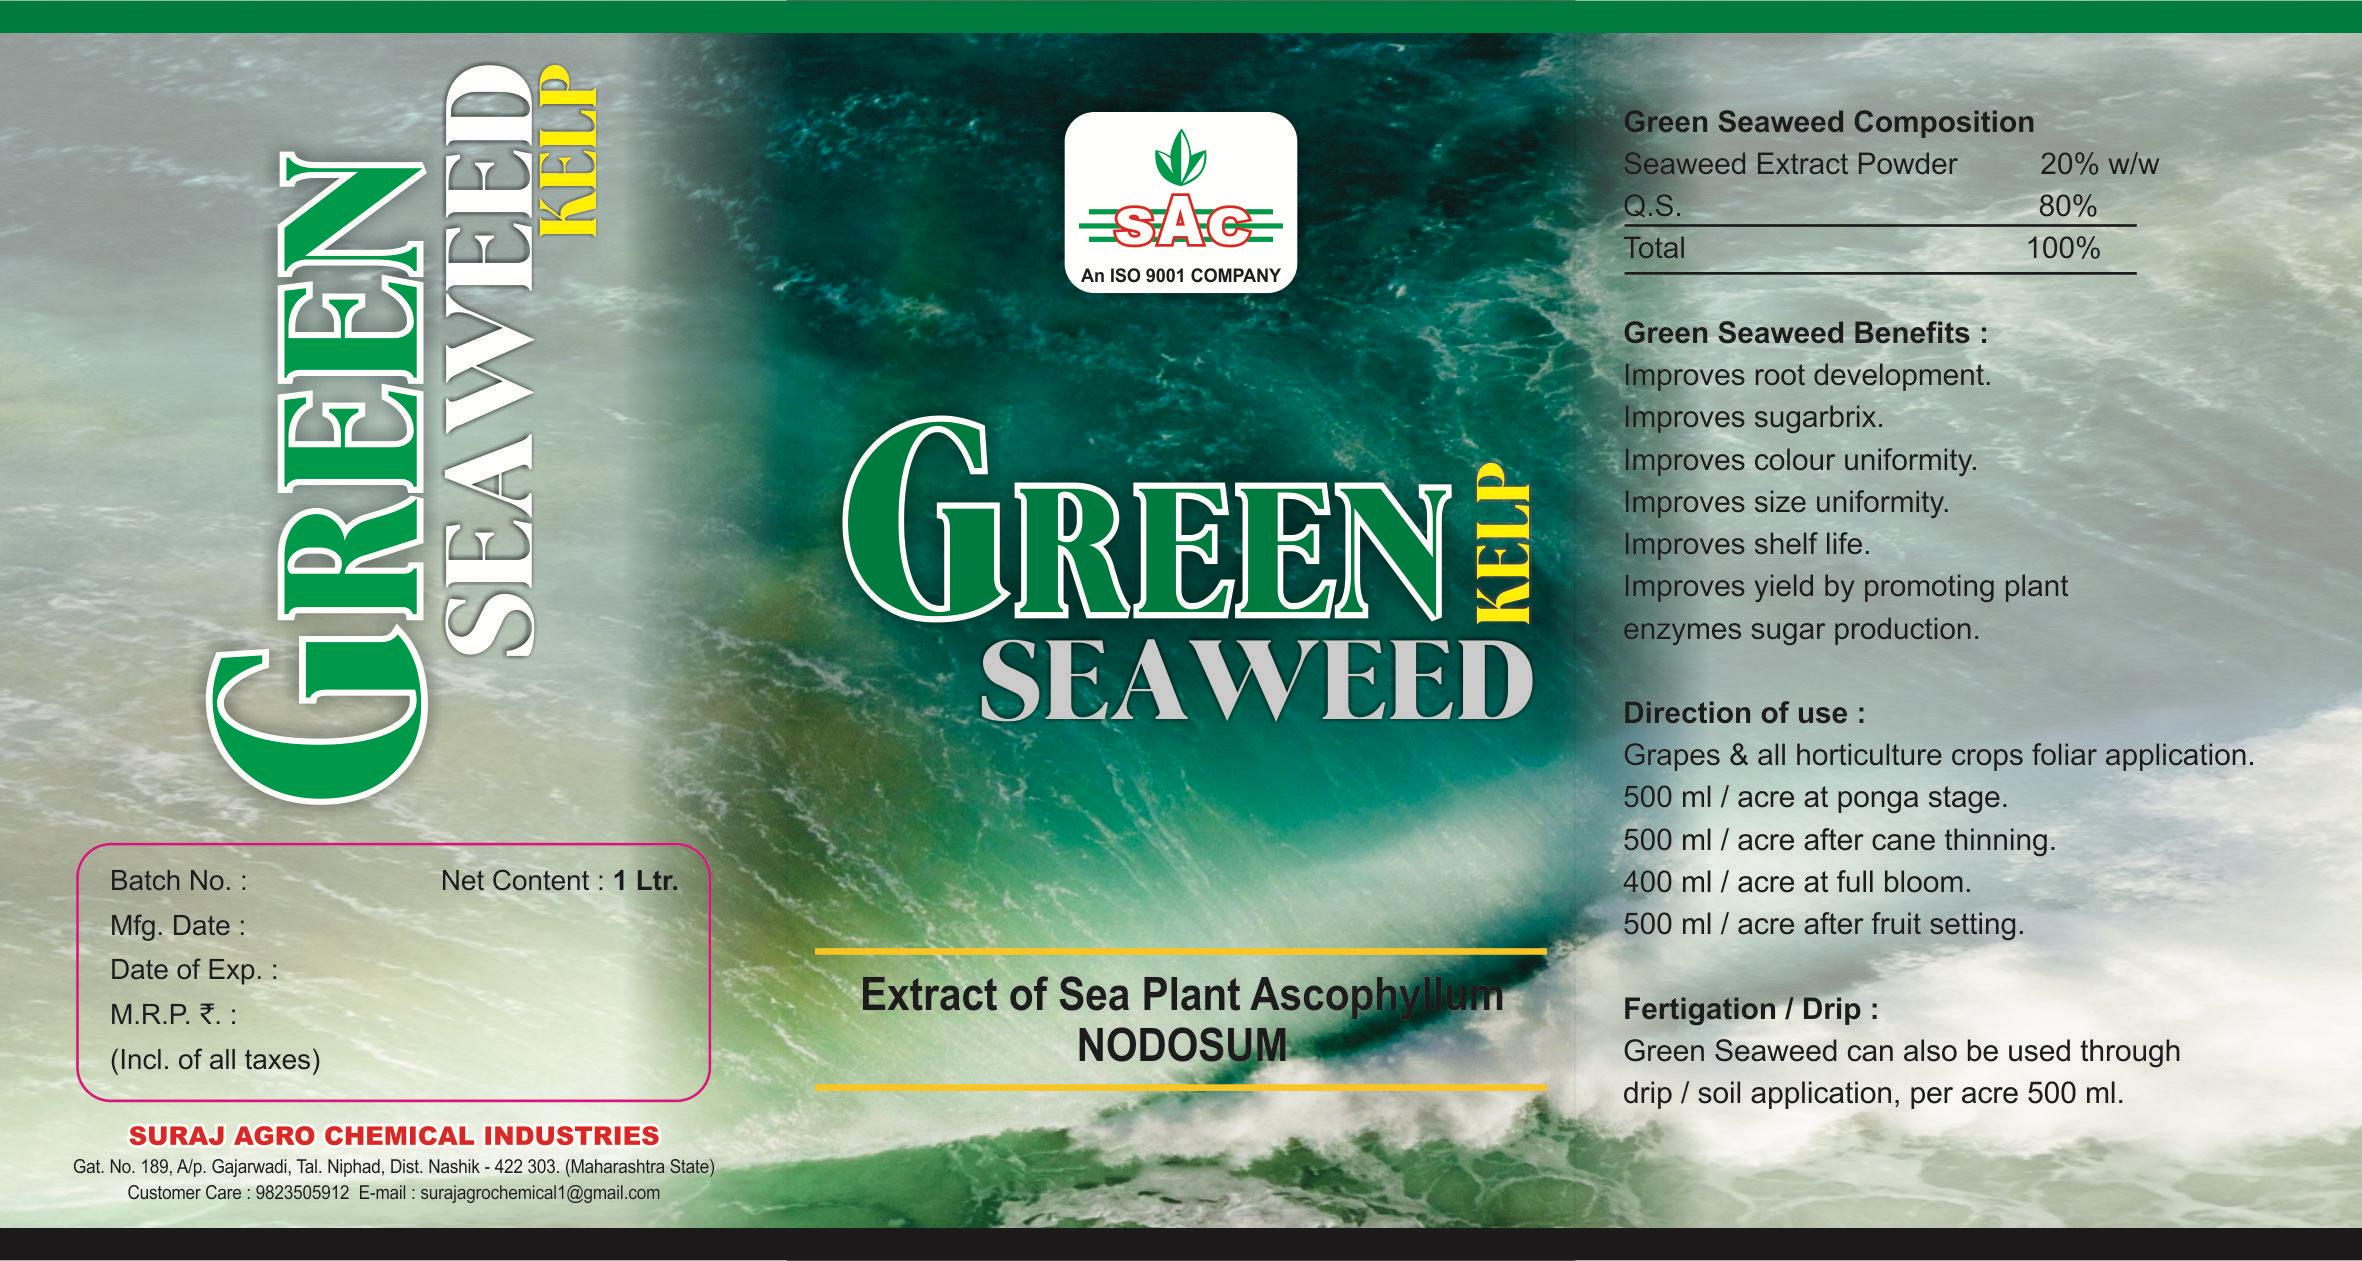 GREEN
SEAWEED
KELP
Batch No. : Net Content : 1 Ltr.
Mfg. Date :
Date of Exp. :
M.R.P. ₹. :
(Incl. of all taxes)
SURAJ AGRO CHEMICAL INDUSTRIES
Gat. No. 189, A/p. Gajarwadi, Tal. Niphad, Dist. Nashik - 422 303. (Maharashtra State)
Customer Care : 9823505912 E-mail : surajagrochemical1@gmail.com
SAC
An ISO 9001 COMPANY
GREEN
KELP
SEAWEED
Extract of Sea Plant Ascophyllum
NODOSUM
Green Seaweed Composition
Seaweed Extract Powder 20% w/w
Q.S. 80%
Total 100%
Green Seaweed Benefits :
Improves root development.
Improves sugarbrix.
Improves colour uniformity.
Improves size uniformity.
Improves shelf life.
Improves yield by promoting plant
enzymes sugar production.
Direction of use :
Grapes & all horticulture crops foliar application.
500 ml / acre at ponga stage.
500 ml / acre after cane thinning.
400 ml / acre at full bloom.
500 ml / acre after fruit setting.
Fertigation / Drip :
Green Seaweed can also be used through
drip / soil application, per acre 500 ml.